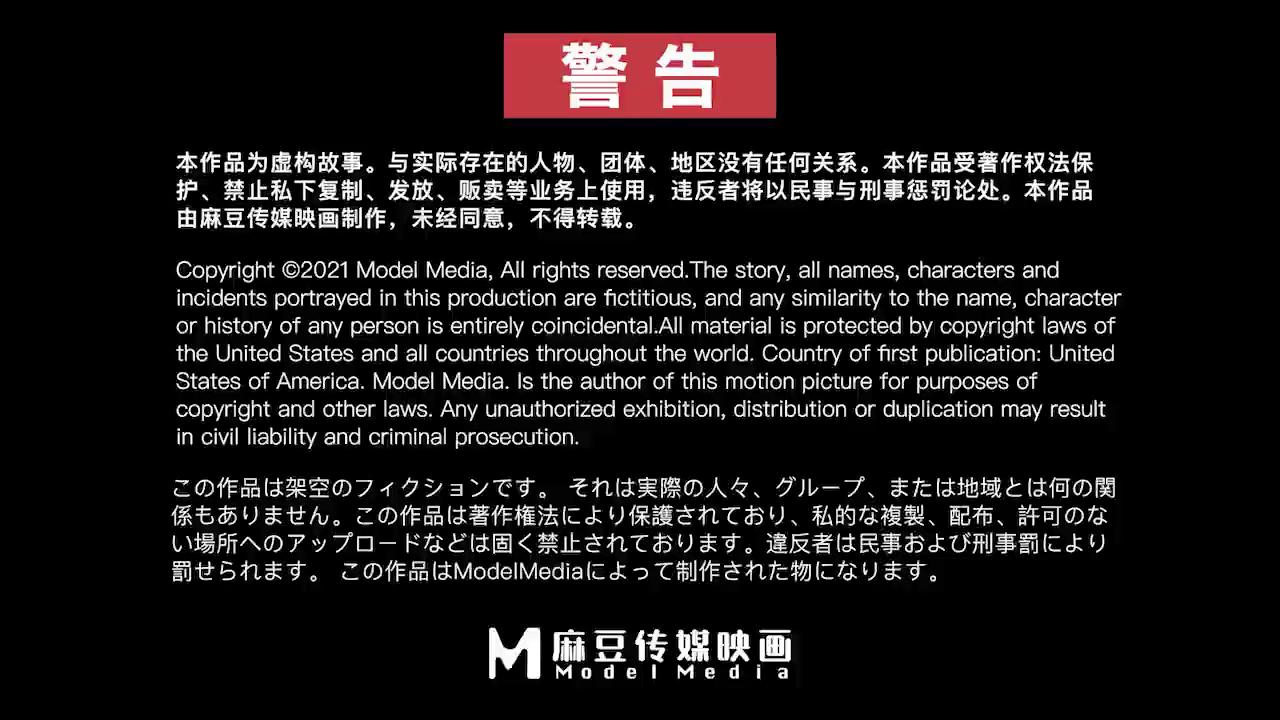 警告
本作品为虚构故事。与实际存在的人物、团体、地区没有任何关系。本作品受著作权法保
护、禁止私下复制、发放、贩卖等业务上使用，违反者将以民事与刑事惩罚论处。本作品
由麻豆传媒映画制作，未经同意，不得转载。
Copyright ©2021 Model Media, All rights reserved.The story, all names, characters and
incidents portrayed in this production are fictitious, and any similarity to the name, character
or history of any person is entirely coincidental.All material is protected by copyright laws of
the United States and all countries throughout the world. Country of first publication: United
States of America. Model Media. Is the author of this motion picture for purposes of
copyright and other laws. Any unauthorized exhibition, distribution or duplication may result
in civil liability and criminal prosecution.
この作品は架空のフィクションです。 それは実際の人々、グループ、または地域とは何の関
係もありません。この作品は著作権法により保護されており、私的な複製、配布、許可のな
い場所へのアップロードなどは固く禁止されております。違反者は民事および刑事罰により
罰せられます。 この作品はModelMediaによって制作された物になります。
M 麻豆传媒映画
Model Media